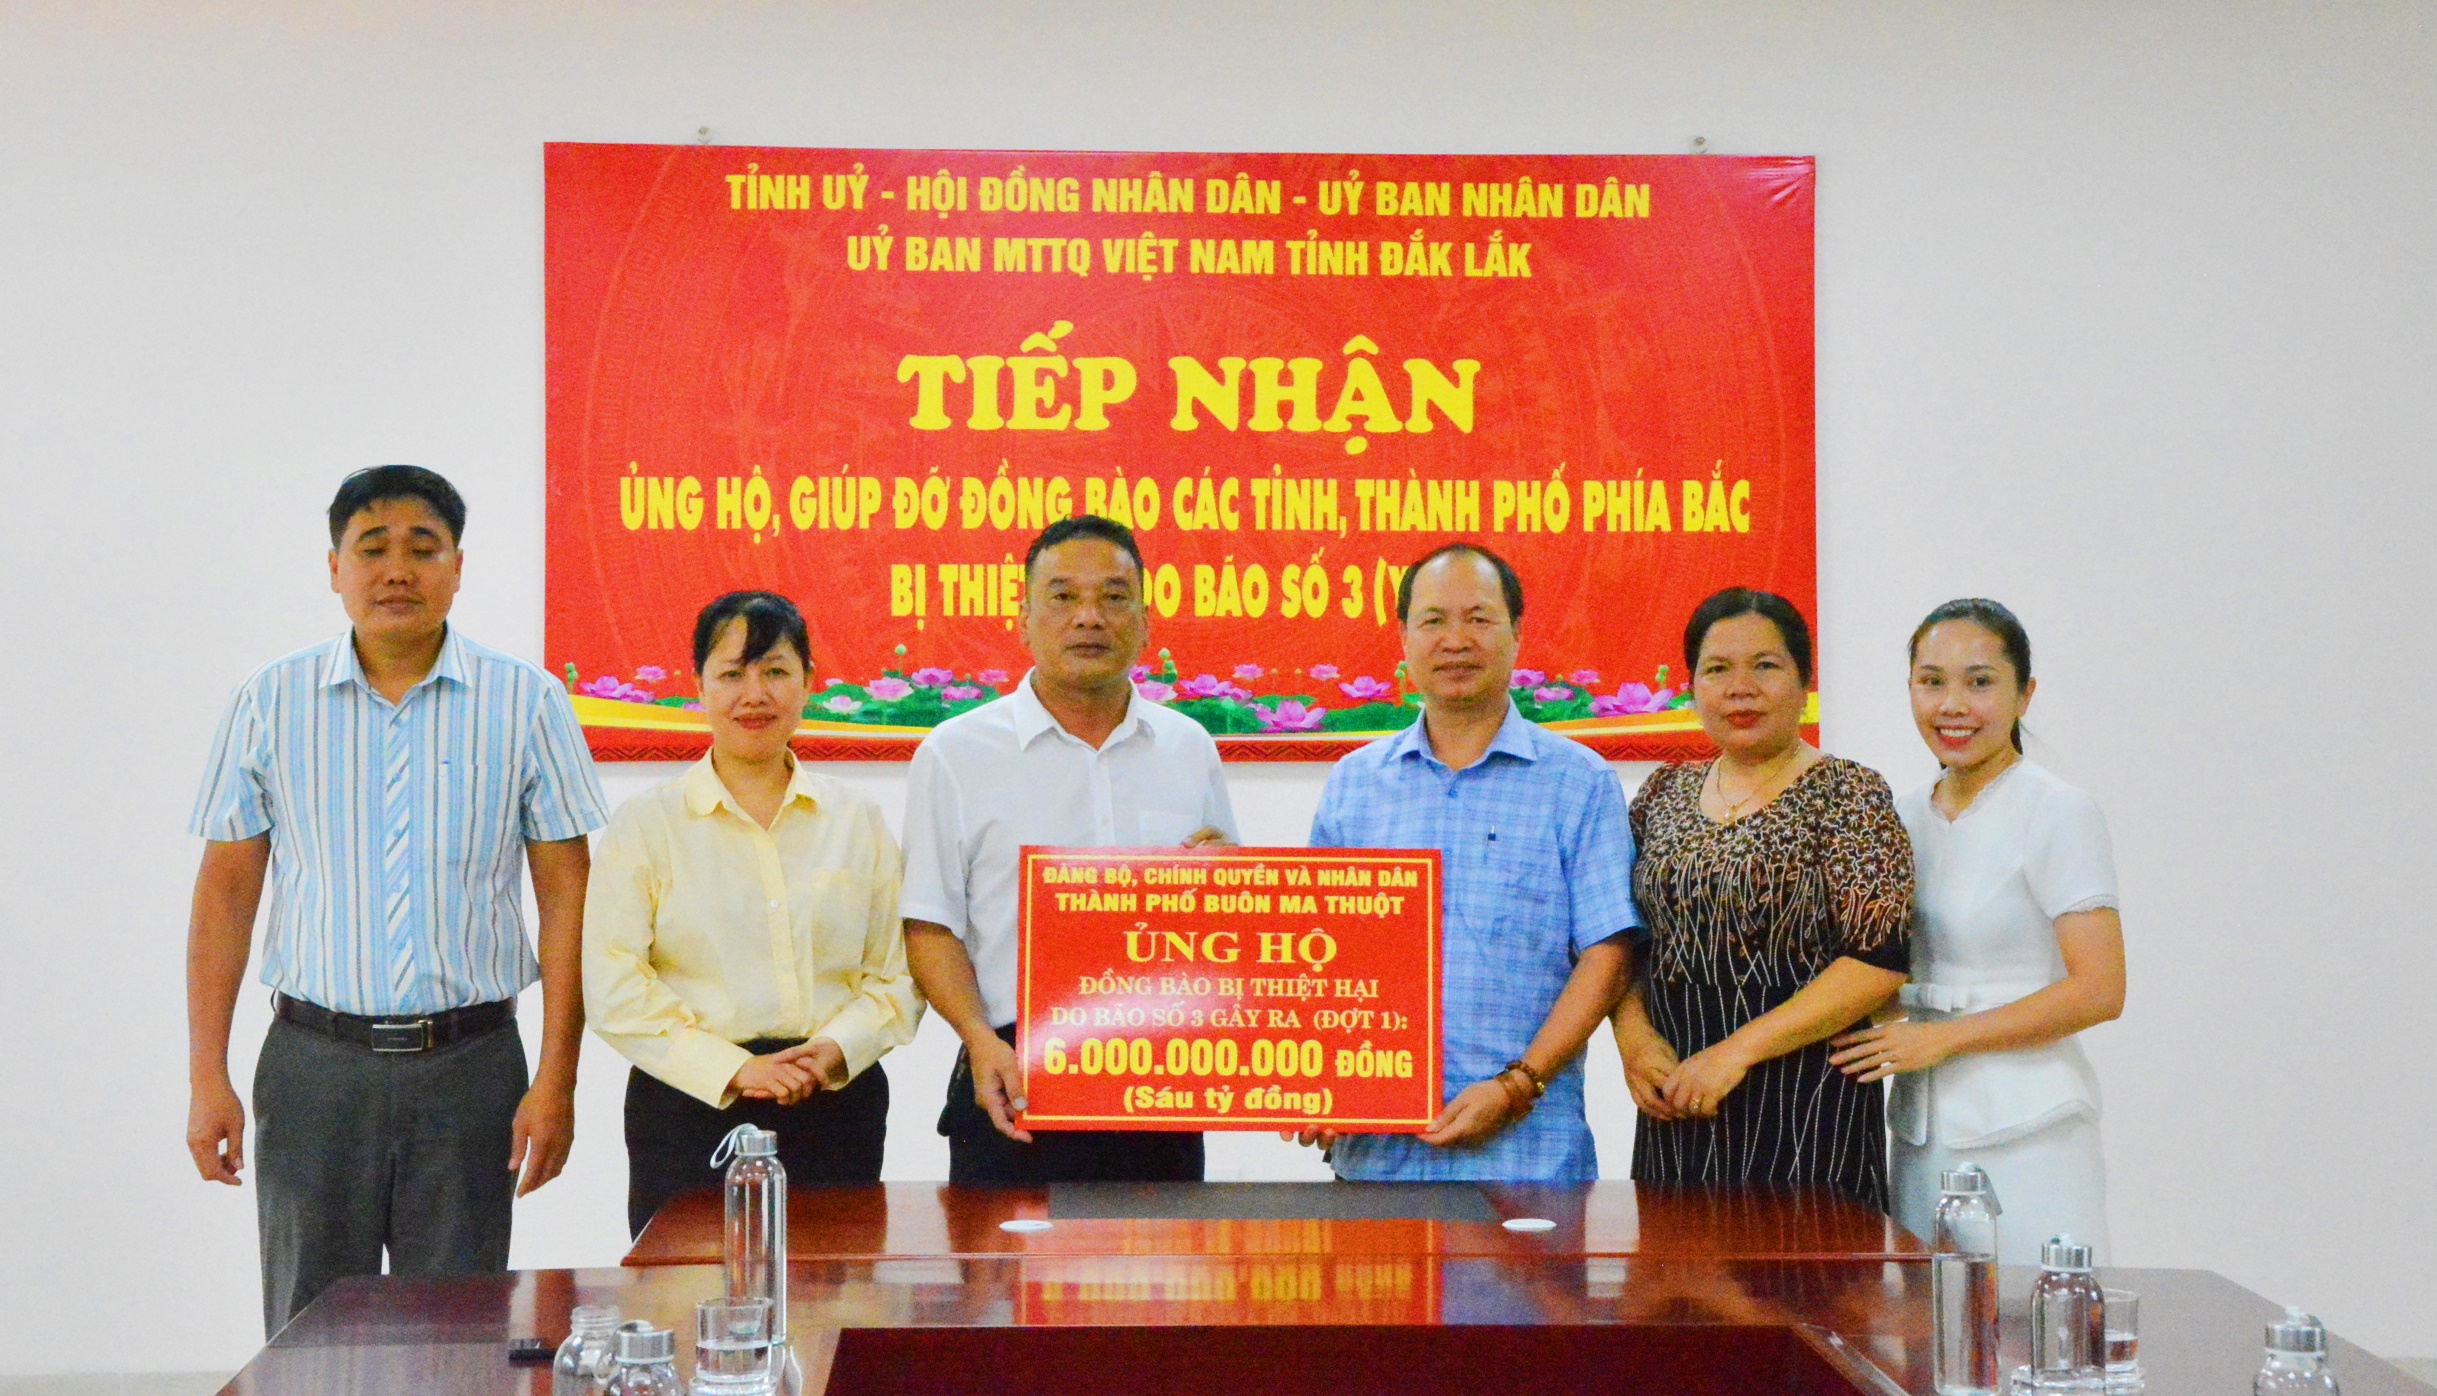 TỈNH UỶ - HỘI ĐỒNG NHÂN DÂN - UỶ BAN NHÂN DÂN
UỶ BAN MTTQ VIỆT NAM TỈNH ĐẮK LẮK
TIẾP NHẬN
ỦNG HỘ, GIÚP ĐỠ ĐỒNG BÀO CÁC TỈNH, THÀNH PHỐ PHÍA BẮC
BỊ THIỆT DO BÃO SỐ 3 (Y
ĐẢNG BỘ, CHÍNH QUYỀN VÀ NHÂN DÂN
THÀNH PHỐ BUÔN MA THUỘT
ỦNG HỘ
ĐỒNG BÀO BỊ THIỆT HẠI
DO BÃO SỐ 3 GÂY RA (ĐỢT 1):
6.000.000.000 ĐỒNG
(Sáu tỷ đồng)